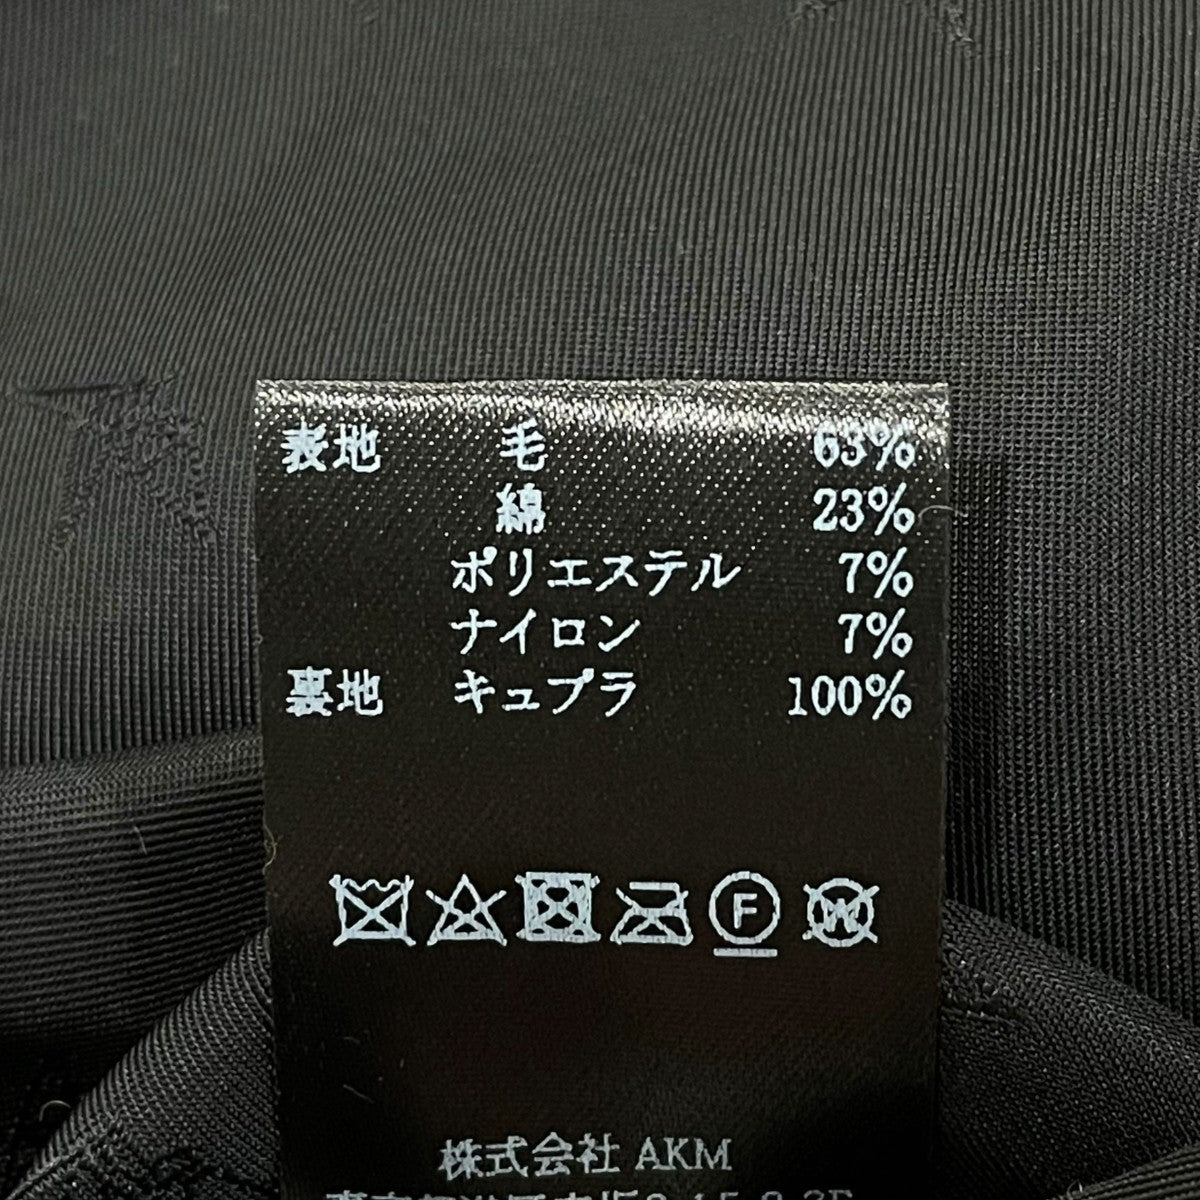 表地 毛 63%
綿 23%
ポリエステル 7%
ナイロン 7%
裏地 キュプラ 100%
F W
株式会社 AKM